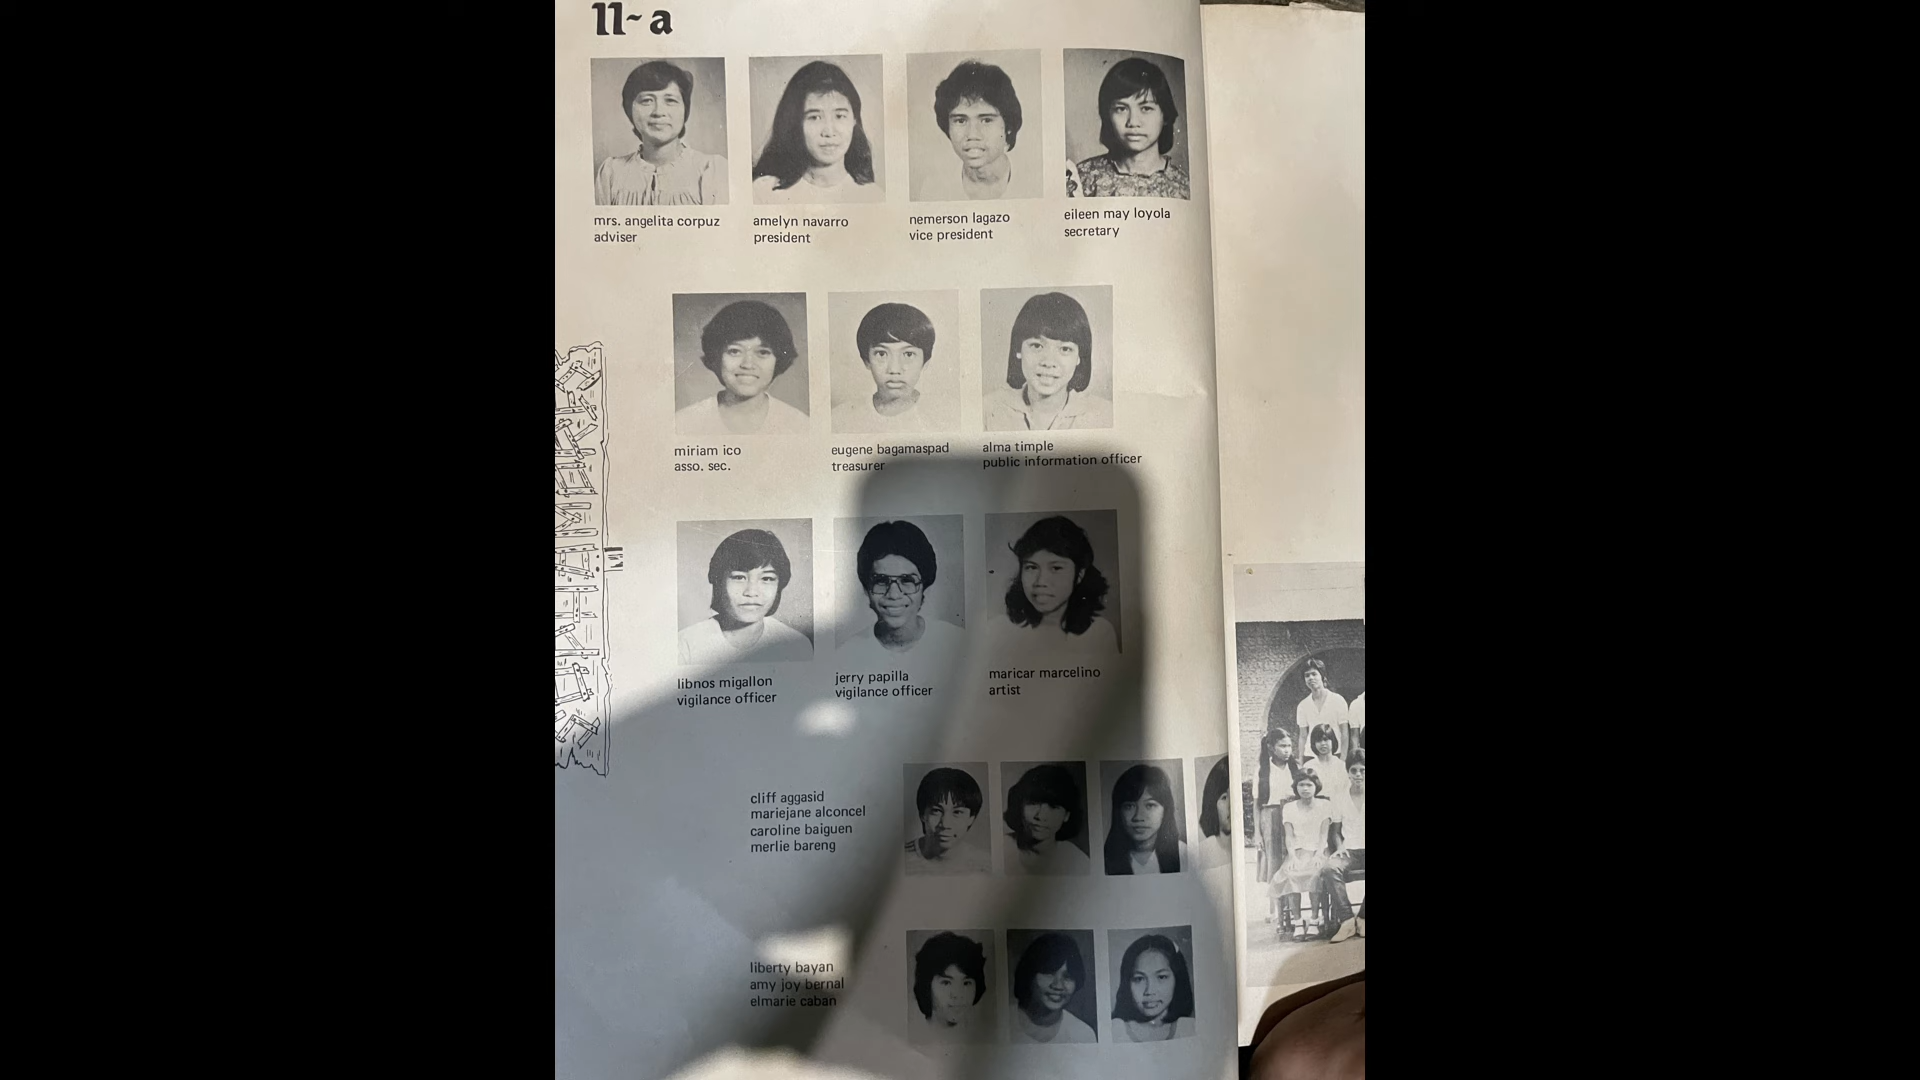 11~a
mrs. angelita corpuz
adviser
amelyn navarro
president
nemerson lagazo
vice president
eileen may loyola
secretary
miriam ico
asso. sec.
eugene bagamaspad
treasurer
alma timple
public information officer
libnos migallon
vigilance officer
jerry papilla
vigilance officer
maricar marcelino
artist
cliff aggasid
mariejane alconcel
caroline baiguen
merlie bareng
liberty bayan
amy joy bernal
elmarie caban